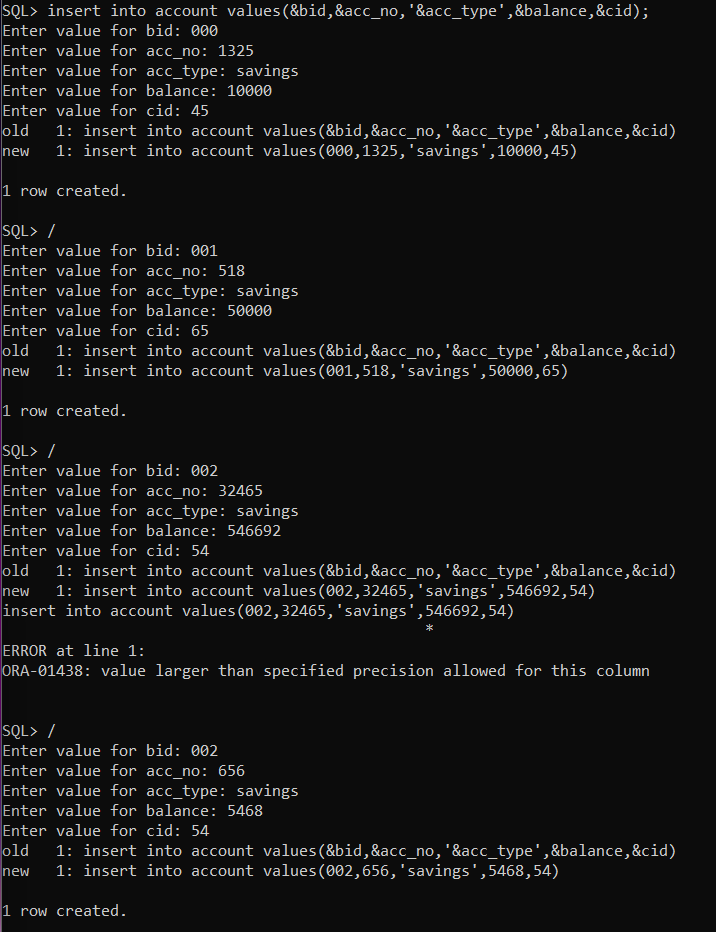 SQL> insert into account values(&bid,&acc_no,'&acc_type',&balance,&cid);
Enter value for bid: 000
Enter value for acc_no: 1325
Enter value for acc_type: savings
Enter value for balance: 10000
Enter value for cid: 45
old   1: insert into account values(&bid,&acc_no,'&acc_type',&balance,&cid)
new   1: insert into account values(000,1325,'savings',10000,45)

1 row created.

SQL> /
Enter value for bid: 001
Enter value for acc_no: 518
Enter value for acc_type: savings
Enter value for balance: 50000
Enter value for cid: 65
old   1: insert into account values(&bid,&acc_no,'&acc_type',&balance,&cid)
new   1: insert into account values(001,518,'savings',50000,65)

1 row created.

SQL> /
Enter value for bid: 002
Enter value for acc_no: 32465
Enter value for acc_type: savings
Enter value for balance: 546692
Enter value for cid: 54
old   1: insert into account values(&bid,&acc_no,'&acc_type',&balance,&cid)
new   1: insert into account values(002,32465,'savings',546692,54)
insert into account values(002,32465,'savings',546692,54)
                                               *
ERROR at line 1:
ORA-01438: value larger than specified precision allowed for this column


SQL> /
Enter value for bid: 002
Enter value for acc_no: 656
Enter value for acc_type: savings
Enter value for balance: 5468
Enter value for cid: 54
old   1: insert into account values(&bid,&acc_no,'&acc_type',&balance,&cid)
new   1: insert into account values(002,656,'savings',5468,54)

1 row created.